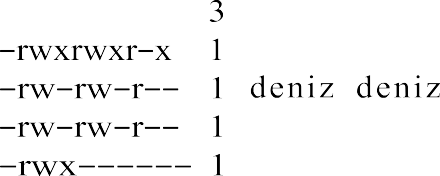 3
-rwxrwxr-x 1
-rw-rw-r-- 1 deniz deniz
-rw-rw-r-- 1
-rwx------ 1